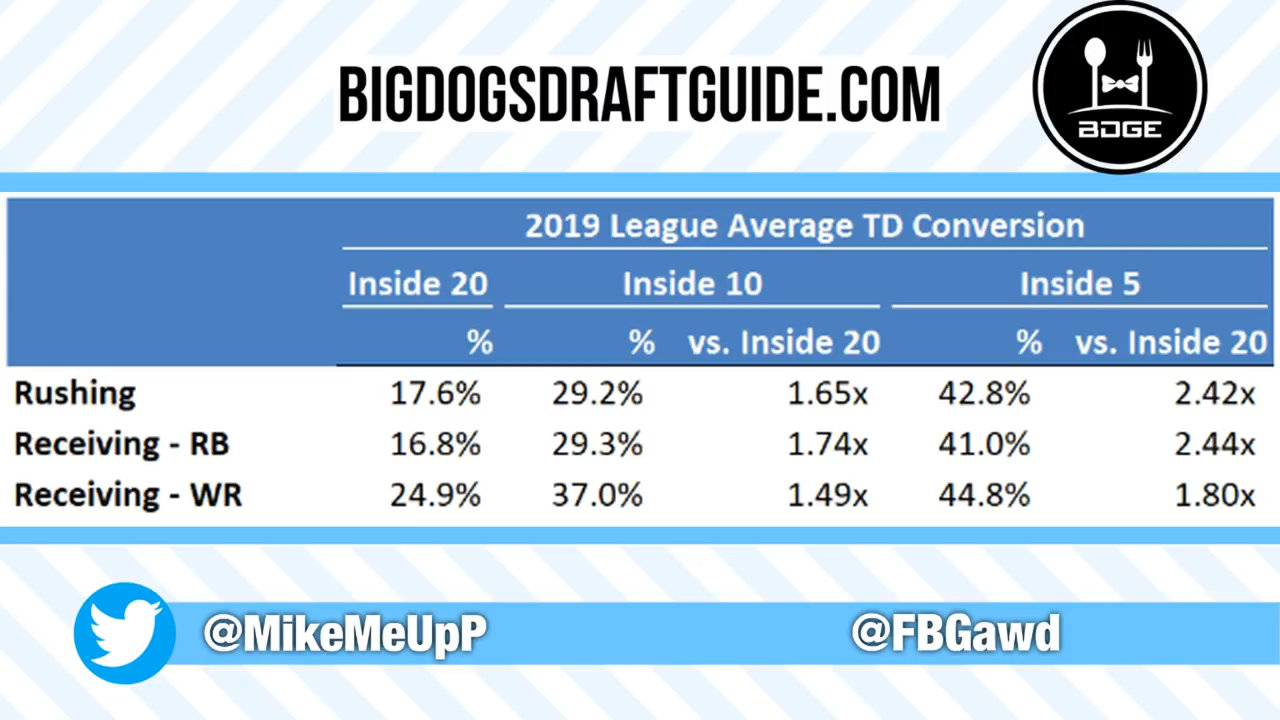 BIGDOGSDRAFTGUIDE.COM
BDGE
2019 League Average TD Conversion
Inside 20 Inside 10 Inside 5
% % vs. Inside 20 % vs. Inside 20
Rushing 17.6% 29.2% 1.65x 42.8% 2.42x
Receiving - RB 16.8% 29.3% 1.74x 41.0% 2.44x
Receiving - WR 24.9% 37.0% 1.49x 44.8% 1.80x
@MikeMeUpP @FBGawd